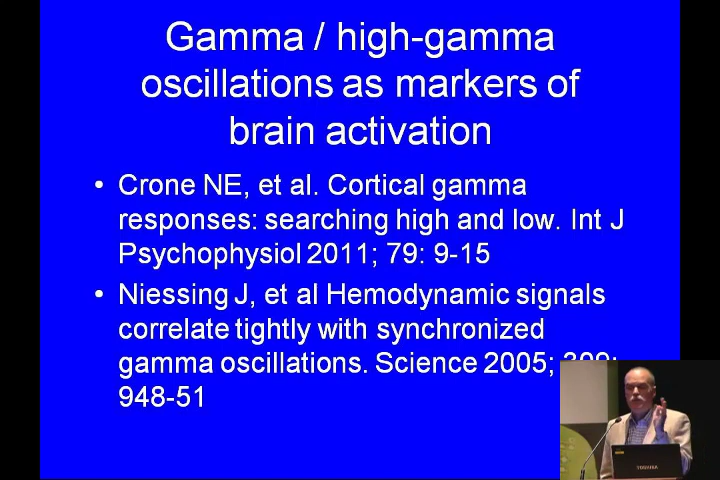 Gamma / high-gamma
oscillations as markers of
brain activation
• Crone NE, et al. Cortical gamma
responses: searching high and low. Int J
Psychophysiol 2011; 79: 9-15
• Niessing J, et al Hemodynamic signals
correlate tightly with synchronized
gamma oscillations. Science 2005;
948-51
TOSHIBA